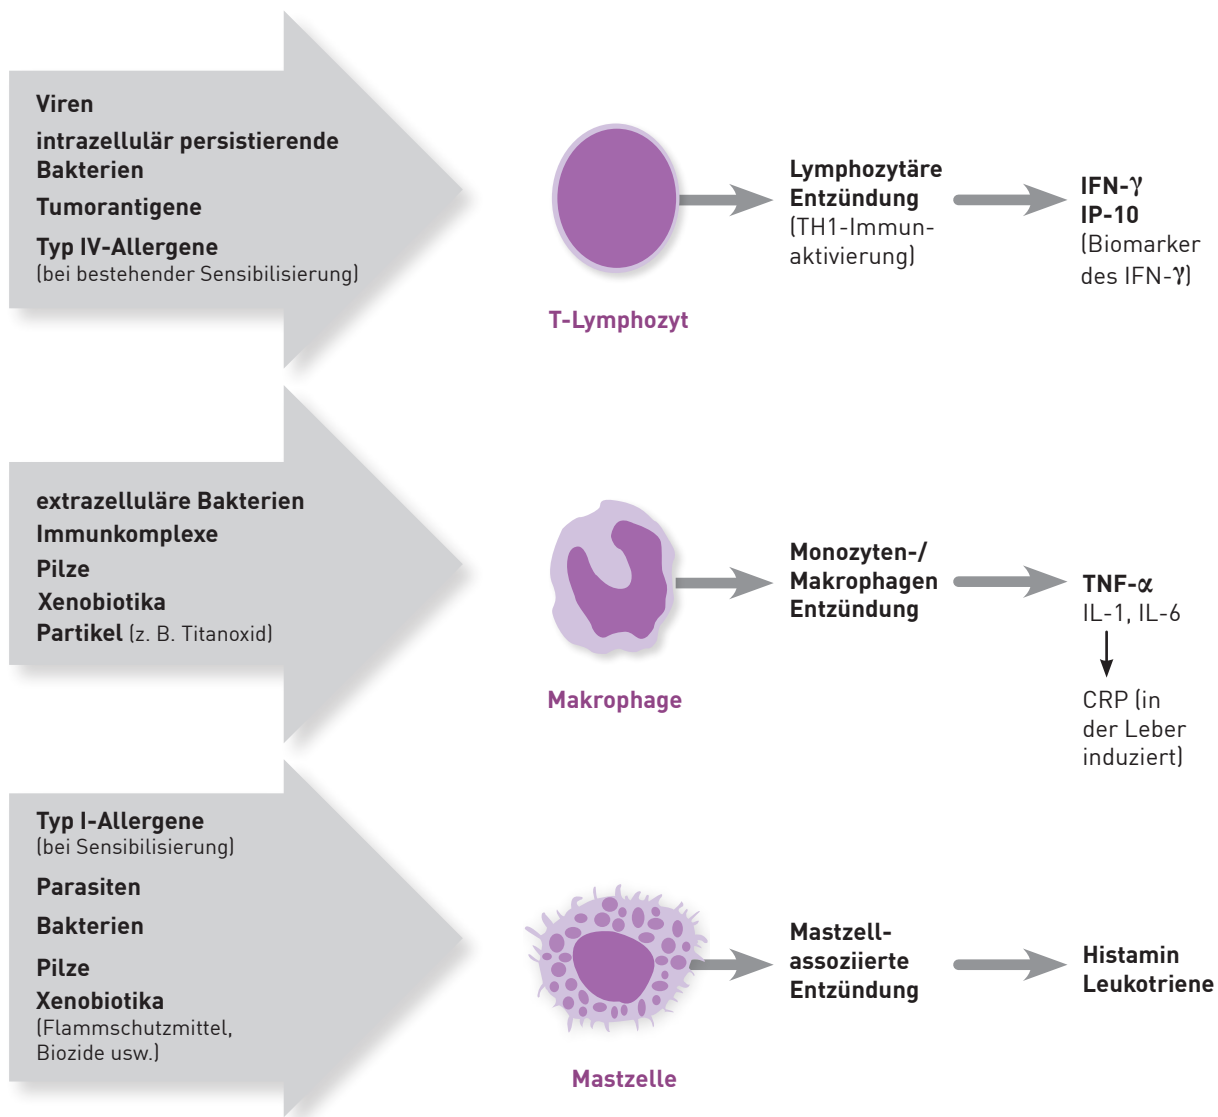 Viren
intrazellulär persistierende
Bakterien
Tumorantigene
Typ IV-Allergene
(bei bestehender Sensibilisierung)
T-Lymphozyt
Lymphozytäre
Entzündung
(TH1-Immun-
aktivierung)
IFN-γ
IP-10
(Biomarker
des IFN-γ)
extrazelluläre Bakterien
Immunkomplexe
Pilze
Xenobiotika
Partikel (z. B. Titanoxid)
Makrophage
Monozyten-/
Makrophagen
Entzündung
TNF-α
IL-1, IL-6
CRP (in
der Leber
induziert)
Typ I-Allergene
(bei Sensibilisierung)
Parasiten
Bakterien
Pilze
Xenobiotika
(Flammschutzmittel,
Biozide usw.)
Mastzelle
Mastzell-
assoziierte
Entzündung
Histamin
Leukotriene